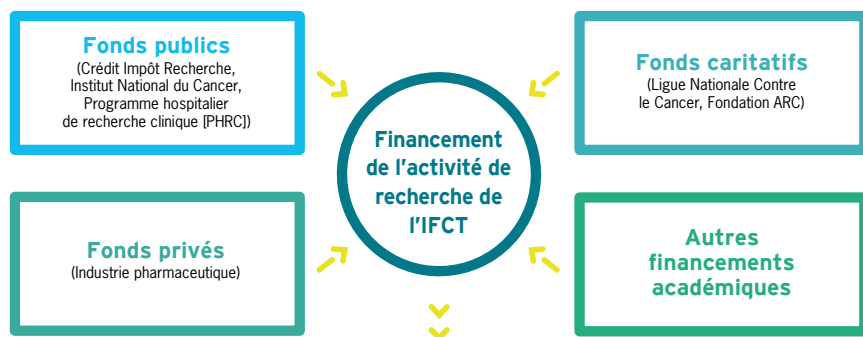 Fonds publics
(Crédit Impôt Recherche,
Institut National du Cancer,
Programme hospitalier
de recherche clinique [PHRC])
Fonds caritatifs
(Ligue Nationale Contre
le Cancer, Fondation ARC)
Financement
de l'activité de
recherche de
l'IFCT
Fonds privés
(Industrie pharmaceutique)
Autres
financements
académiques